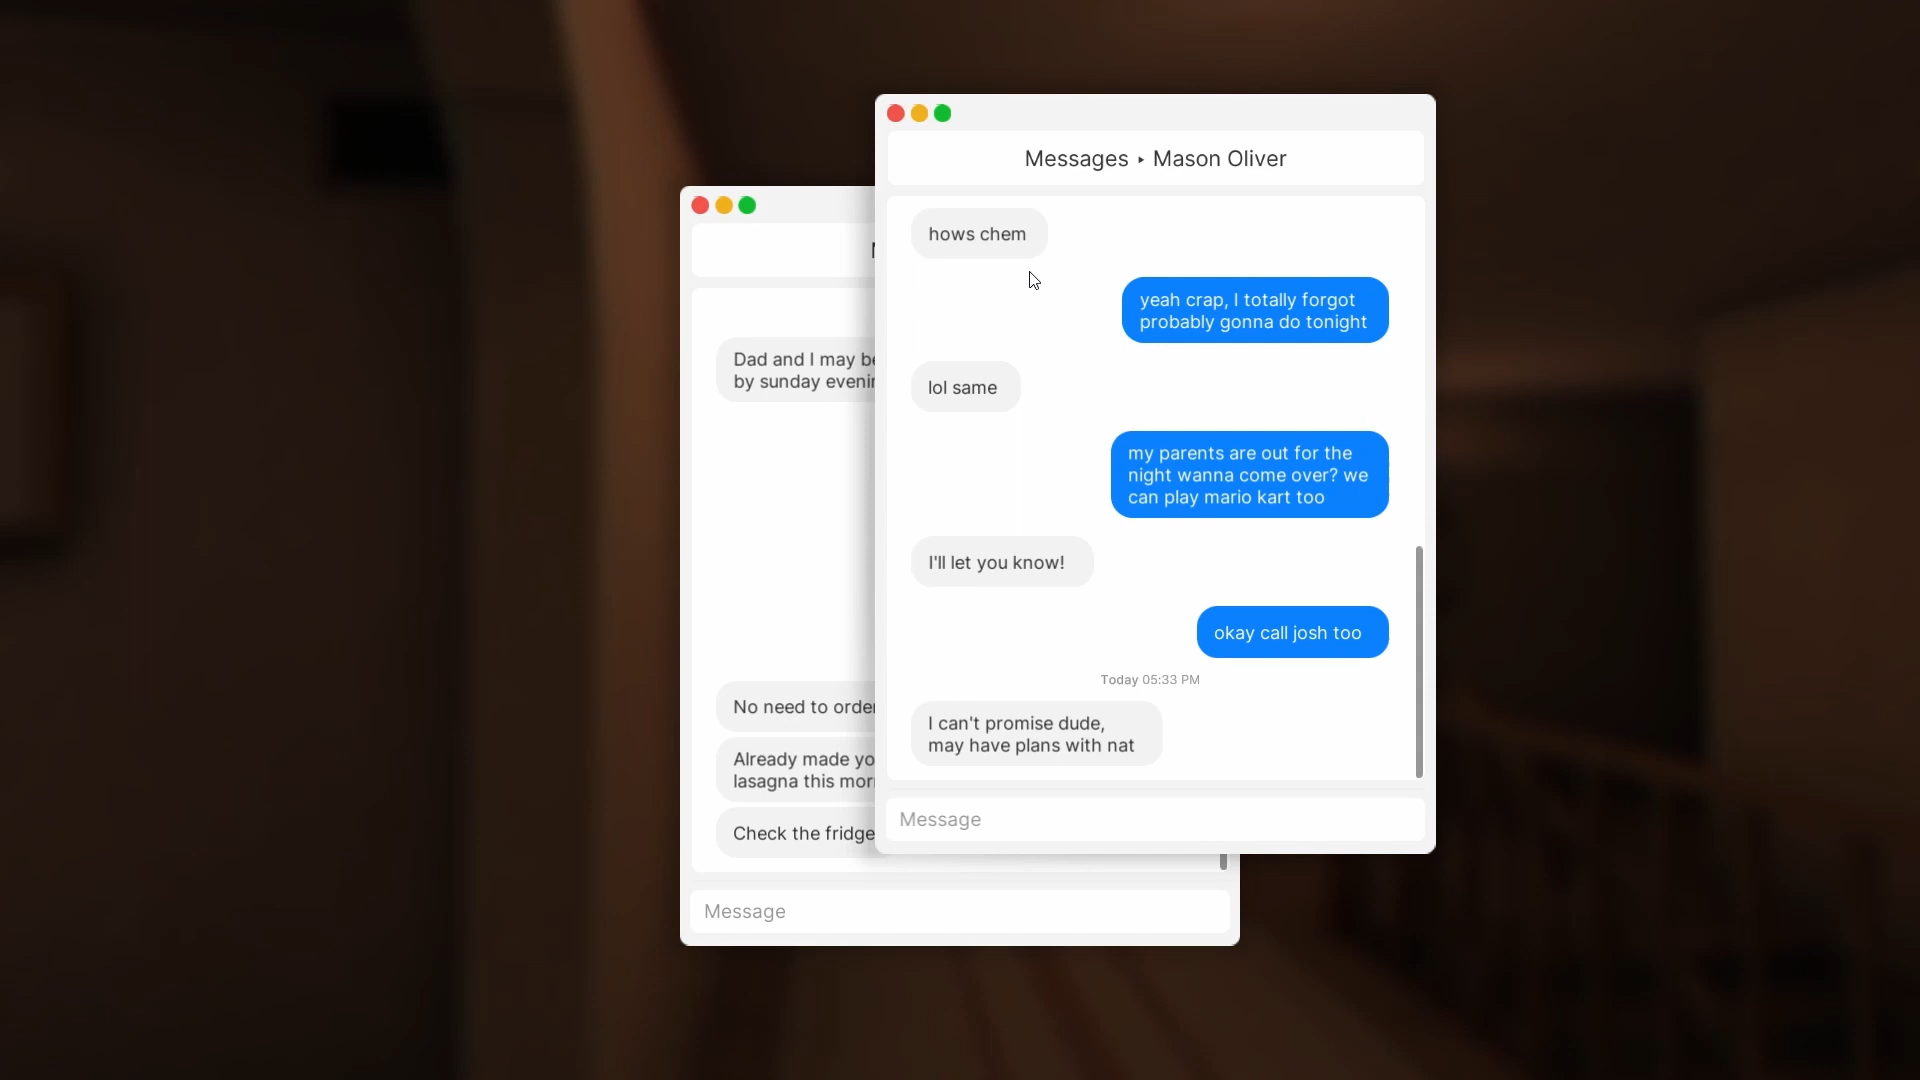 Messages ‣ Mason Oliver
hows chem
yeah crap, I totally forgot
probably gonna do tonight
lol same
my parents are out for the
night wanna come over? we
can play mario kart too
I'll let you know!
okay call josh too
Today 05:33 PM
I can't promise dude,
may have plans with nat
Message
Dad and I may
by sunday
No need to
Already made
lasagna this
Check the fridge
Message